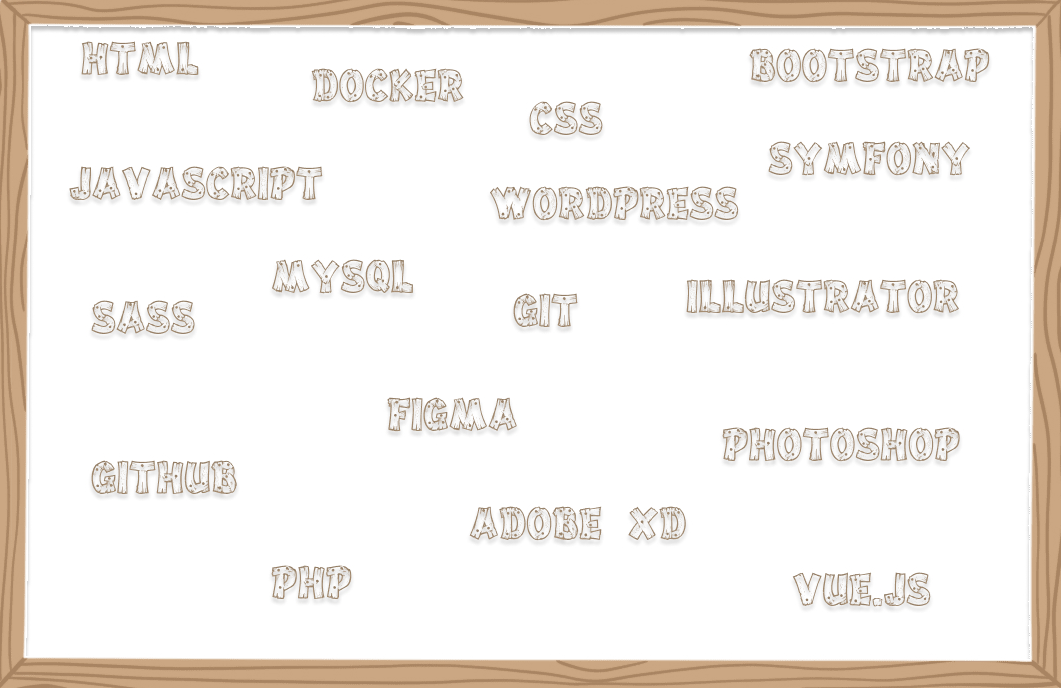 HTML
DOCKER
BOOTSTRAP
CSS
SYMFONY
JAVASCRIPT
WORDPRESS
MYSQL
SASS
GIT
ILLUSTRATOR
FIGMA
PHOTOSHOP
GITHUB
ADOBE XD
PHP
VUE.JS